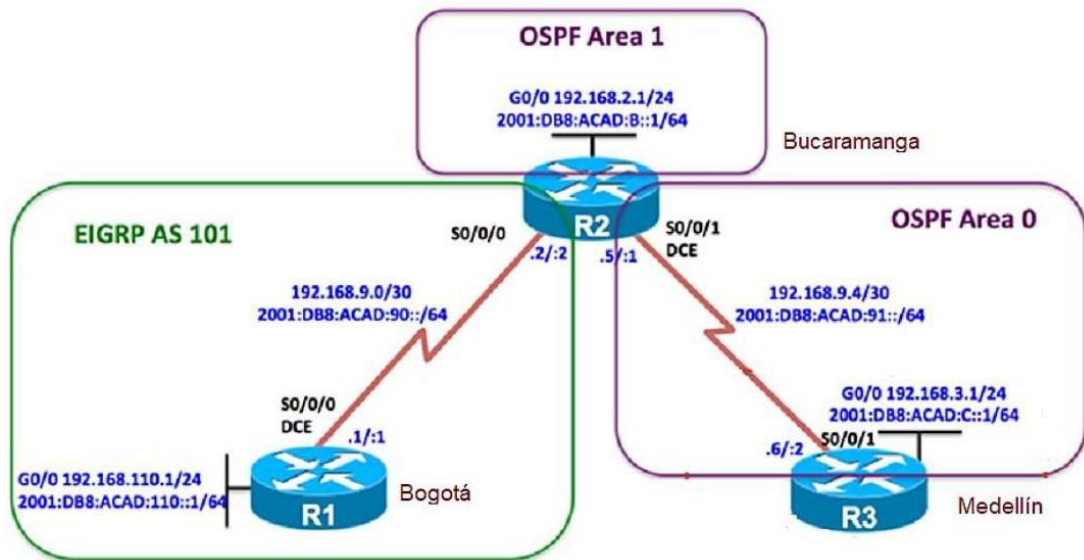 OSPF Area 1
G0/0 192.168.2.1/24
2001:DB8:ACAD:B::1/64
Bucaramanga
R2
EIGRP AS 101
S0/0/0
.2/:2
.5/:1
S0/0/1
DCE
OSPF Area 0
192.168.9.0/30
2001:DB8:ACAD:90::/64
192.168.9.4/30
2001:DB8:ACAD:91::/64
S0/0/0
DCE
.1/:1
G0/0 192.168.3.1/24
2001:DB8:ACAD:C::1/64
.6/:2
S0/0/1
G0/0 192.168.110.1/24
2001:DB8:ACAD:110::1/64
R1
Bogotá
R3
Medellín